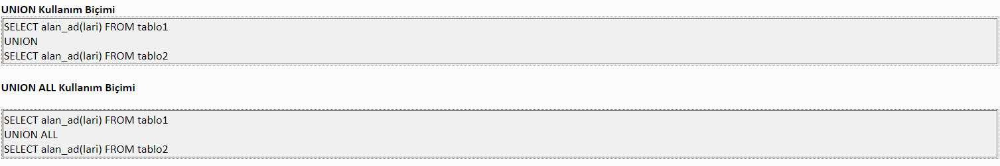 UNION Kullanım Biçimi
SELECT alan_ad(lari) FROM tablo1
UNION
SELECT alan_ad(lari) FROM tablo2
UNION ALL Kullanım Biçimi
SELECT alan_ad(lari) FROM tablo1
UNION ALL
SELECT alan_ad(lari) FROM tablo2